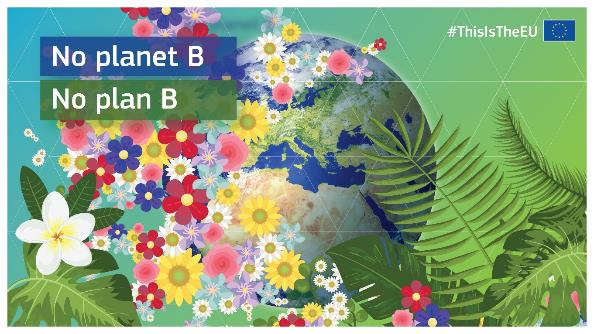 No planet B
No plan B
#ThisIsTheEU